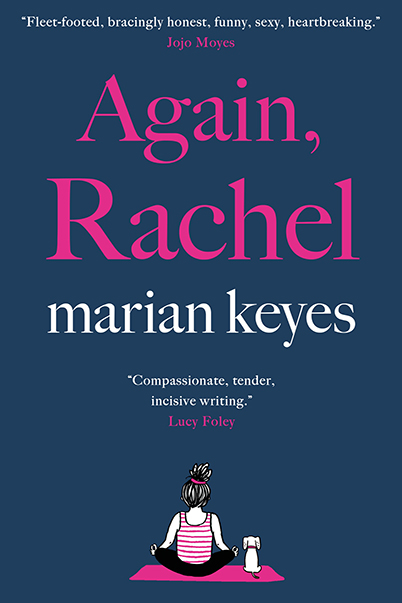 “Fleet-footed, bracingly honest, funny, sexy, heartbreaking.”
Jojo Moyes
Again,
Rachel
marian keyes
“Compassionate, tender,
incisive writing.”
Lucy Foley